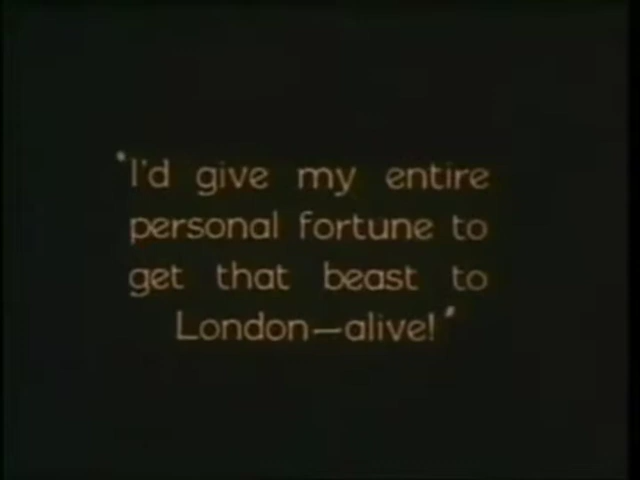 "I'd give my entire
personal fortune to
get that beast to
London—alive!"